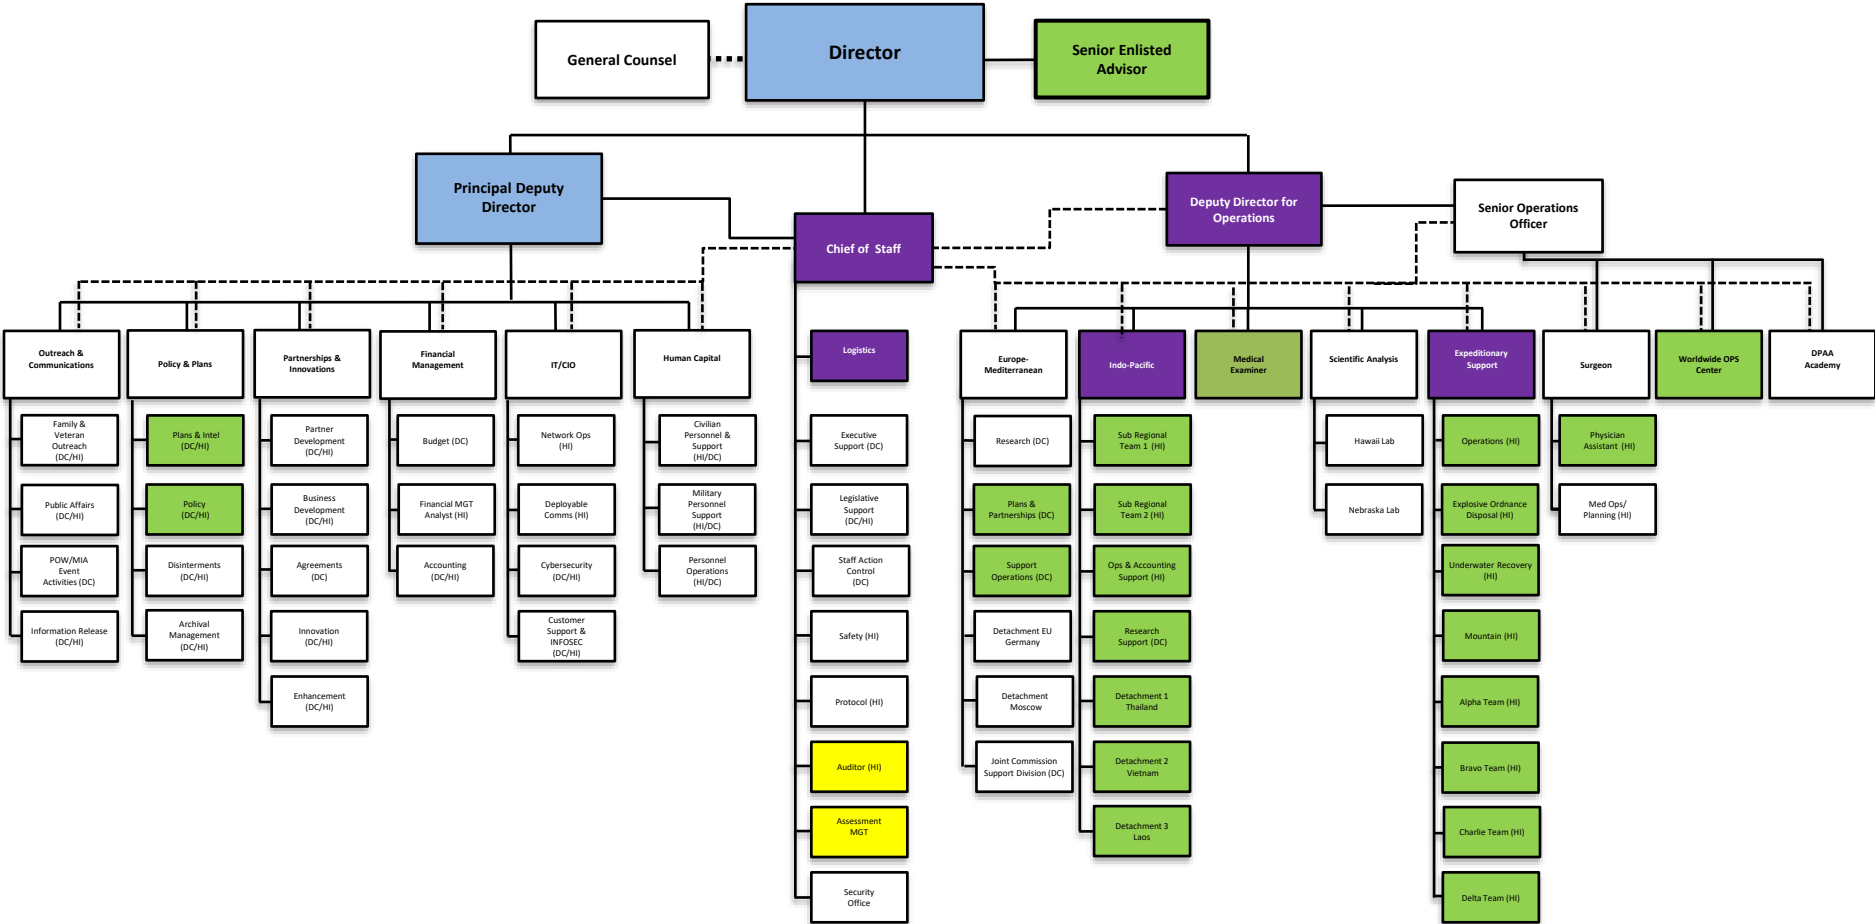 General Counsel
Director
Senior Enlisted
Advisor
Principal Deputy
Director
Chief of  Staff
Deputy Director for
Operations
Senior Operations
Officer
Outreach &
Communications
Family &
Veteran
Outreach
(DC/HI)
Public Affairs
(DC/HI)
POW/MIA
Event
Activities (DC)
Information Release
(DC/HI)
Policy & Plans
Plans & Intel
(DC/HI)
Policy
(DC/HI)
Disinterments
(DC/HI)
Archival
Management
(DC/HI)
Partnerships &
Innovations
Partner
Development
(DC/HI)
Business
Development
(DC/HI)
Agreements
(DC)
Innovation
(DC/HI)
Enhancement
(DC/HI)
Financial
Management
Budget (DC)
Financial MGT
Analyst (HI)
Accounting
(DC/HI)
IT/CIO
Network Ops
(HI)
Deployable
Comms (HI)
Cybersecurity
(DC/HI)
Customer
Support &
INFOSEC
(DC/HI)
Human Capital
Civilian
Personnel &
Support
(HI/DC)
Military
Personnel
Support
(HI/DC)
Personnel
Operations
(HI/DC)
Logistics
Executive
Support (DC)
Legislative
Support
(DC/HI)
Staff Action
Control
(DC)
Safety (HI)
Protocol (HI)
Auditor (HI)
Assessment
MGT
Security
Office
Europe-
Mediterranean
Research (DC)
Plans &
Partnerships (DC)
Support
Operations (DC)
Detachment EU
Germany
Detachment
Moscow
Joint Commission
Support Division (DC)
Indo-Pacific
Sub Regional
Team 1 (HI)
Sub Regional
Team 2 (HI)
Ops & Accounting
Support (HI)
Research
Support (DC)
Detachment 1
Thailand
Detachment 2
Vietnam
Detachment 3
Laos
Medical
Examiner
Scientific Analysis
Hawaii Lab
Nebraska Lab
Expeditionary
Support
Operations (HI)
Explosive Ordnance
Disposal (HI)
Underwater Recovery
(HI)
Mountain (HI)
Alpha Team (HI)
Bravo Team (HI)
Charlie Team (HI)
Delta Team (HI)
Surgeon
Physician
Assistant (HI)
Med Ops/
Planning (HI)
Worldwide OPS
Center
DPAA
Academy